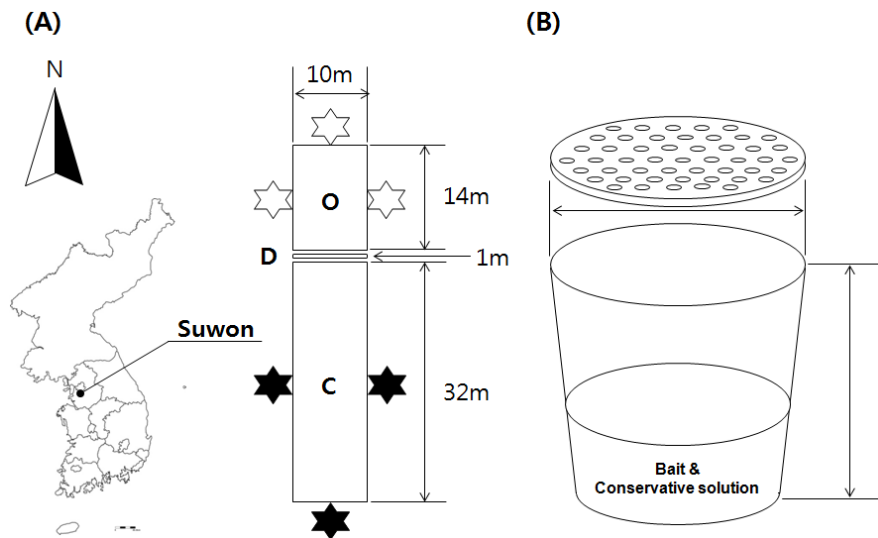 (A)
(B)
N
10m
O
14m
D
1m
Suwon
C
32m
Bait &
Conservative solution